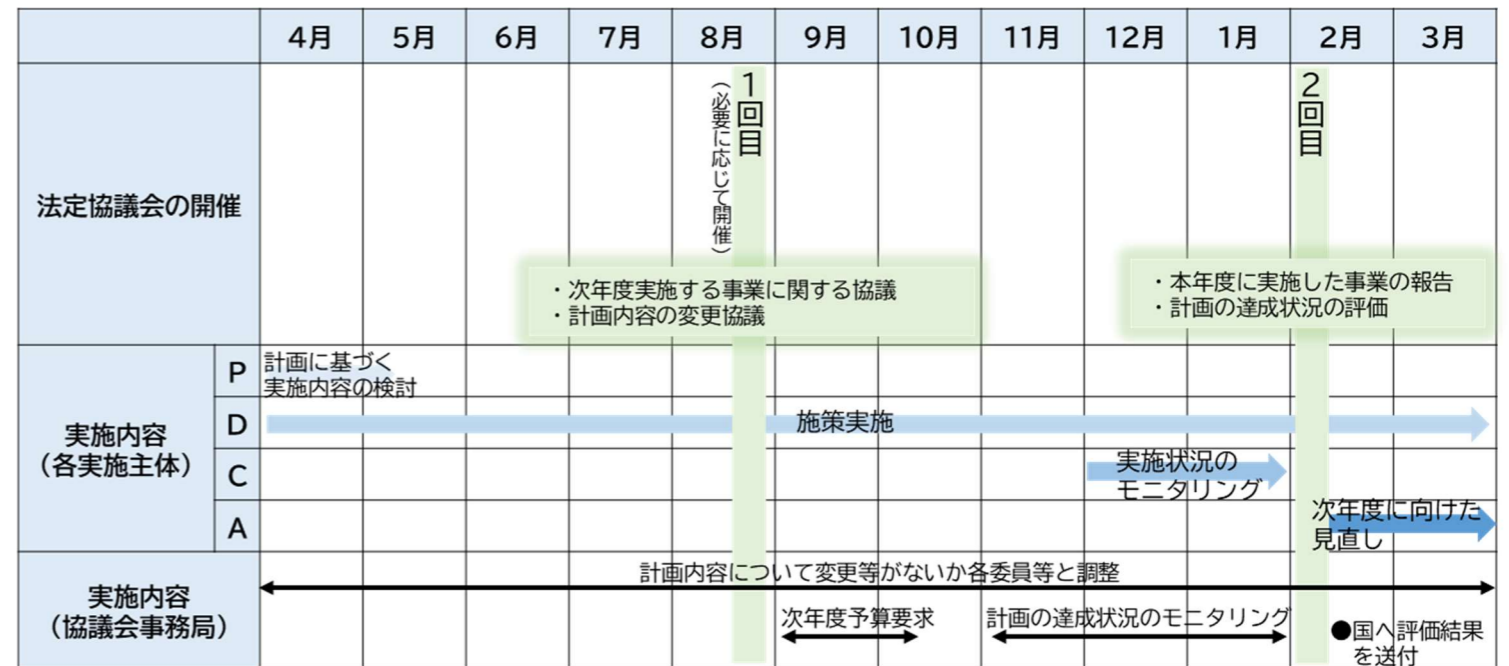 4月 5月 6月 7月 8月 9月 10月 11月 12月 1月 2月 3月
法定協議会の開催
1回目
（必要に応じて開催）
2回目
・次年度実施する事業に関する協議
・計画内容の変更協議
・本年度に実施した事業の報告
・計画の達成状況の評価
実施内容
（各実施主体）
P
計画に基づく
実施内容の検討
D
施策実施
C
実施状況の
モニタリング
A
次年度に向けた
見直し
実施内容
（協議会事務局）
計画内容について変更等がないか各委員等と調整
次年度予算要求
計画の達成状況のモニタリング
●国へ評価結果
を送付